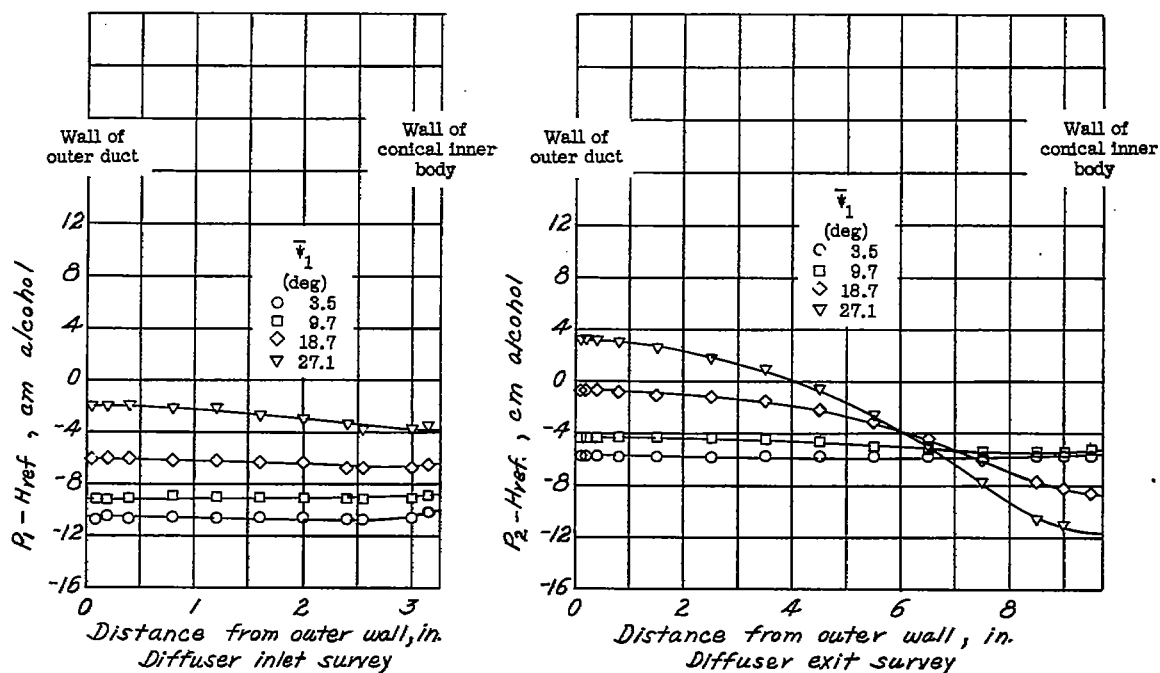 Wall of
outer duct
Wall of
conical inner
body
P1 – Href, am alcohol
12
8
4
0
-4
-8
-12
-16
ψ̄1
(deg)
○ 3.5
□ 9.7
◇ 18.7
▽ 27.1
0 1 2 3
Distance from outer wall, in.
Diffuser inlet survey
Wall of
outer duct
Wall of
conical inner
body
P2 – Href. cm alcohol
12
8
4
0
-4
-8
-12
-16
ψ̄1
(deg)
○ 3.5
□ 9.7
◇ 18.7
▽ 27.1
0 2 4 6 8
Distance from outer wall, in.
Diffuser exit survey